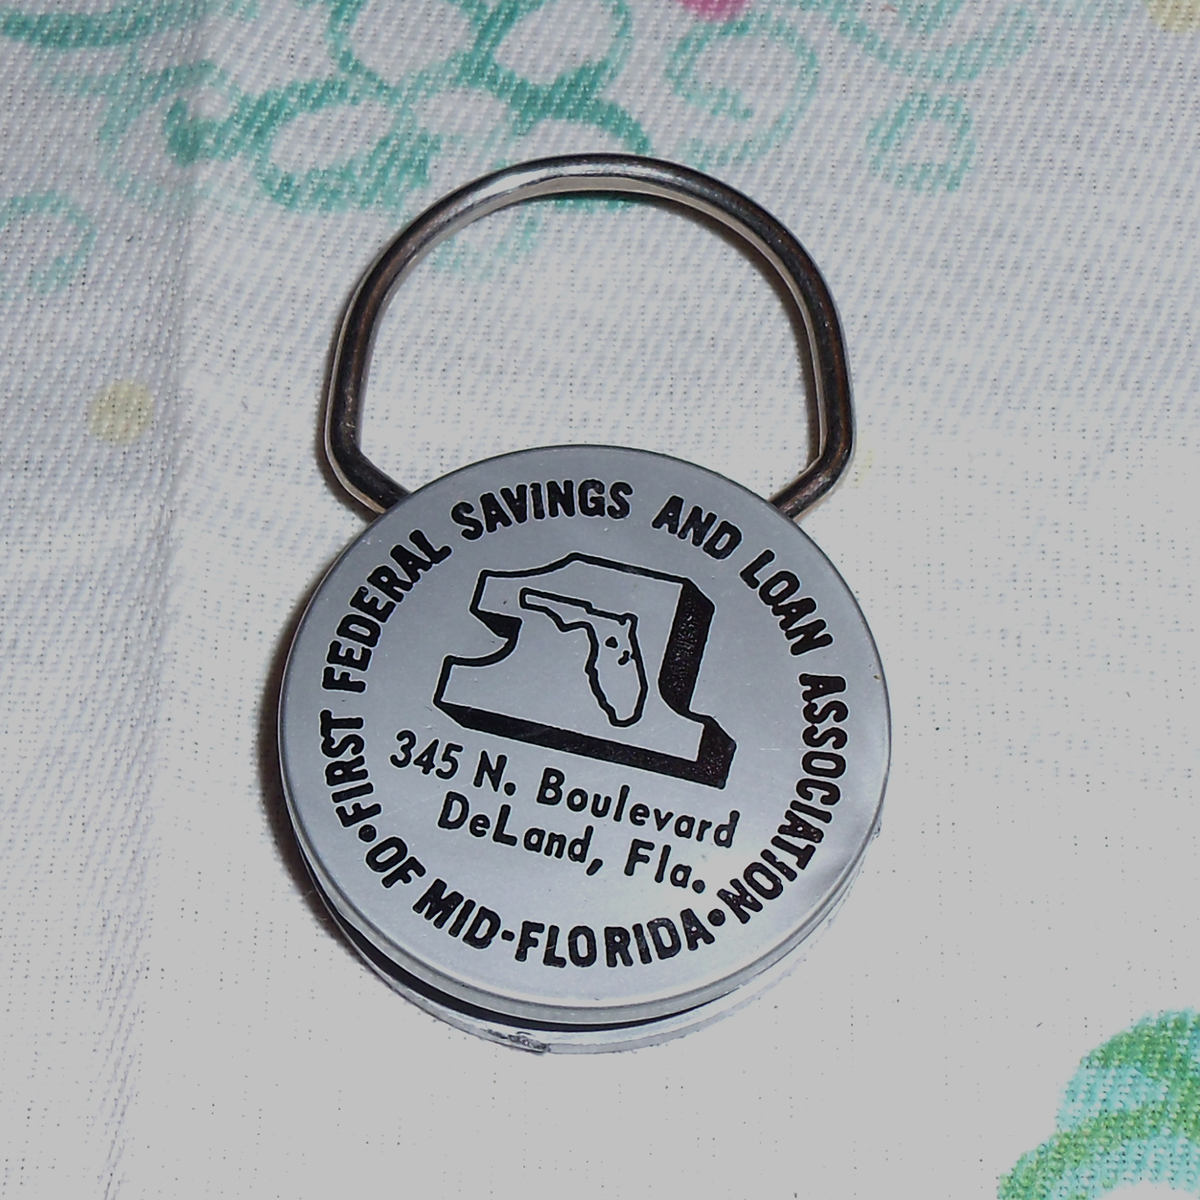 FIRST FEDERAL SAVINGS AND LOAN ASSOCIATION
•OF MID-FLORIDA•
345 N. Boulevard
DeLand, Fla.